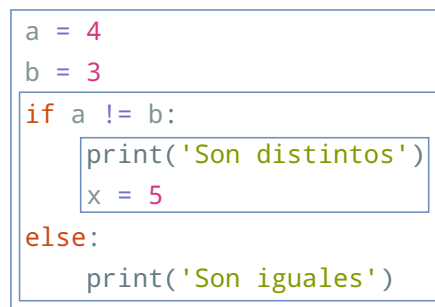 a = 4
b = 3
if a != b:
    print('Son distintos')
    x = 5
else:
    print('Son iguales')